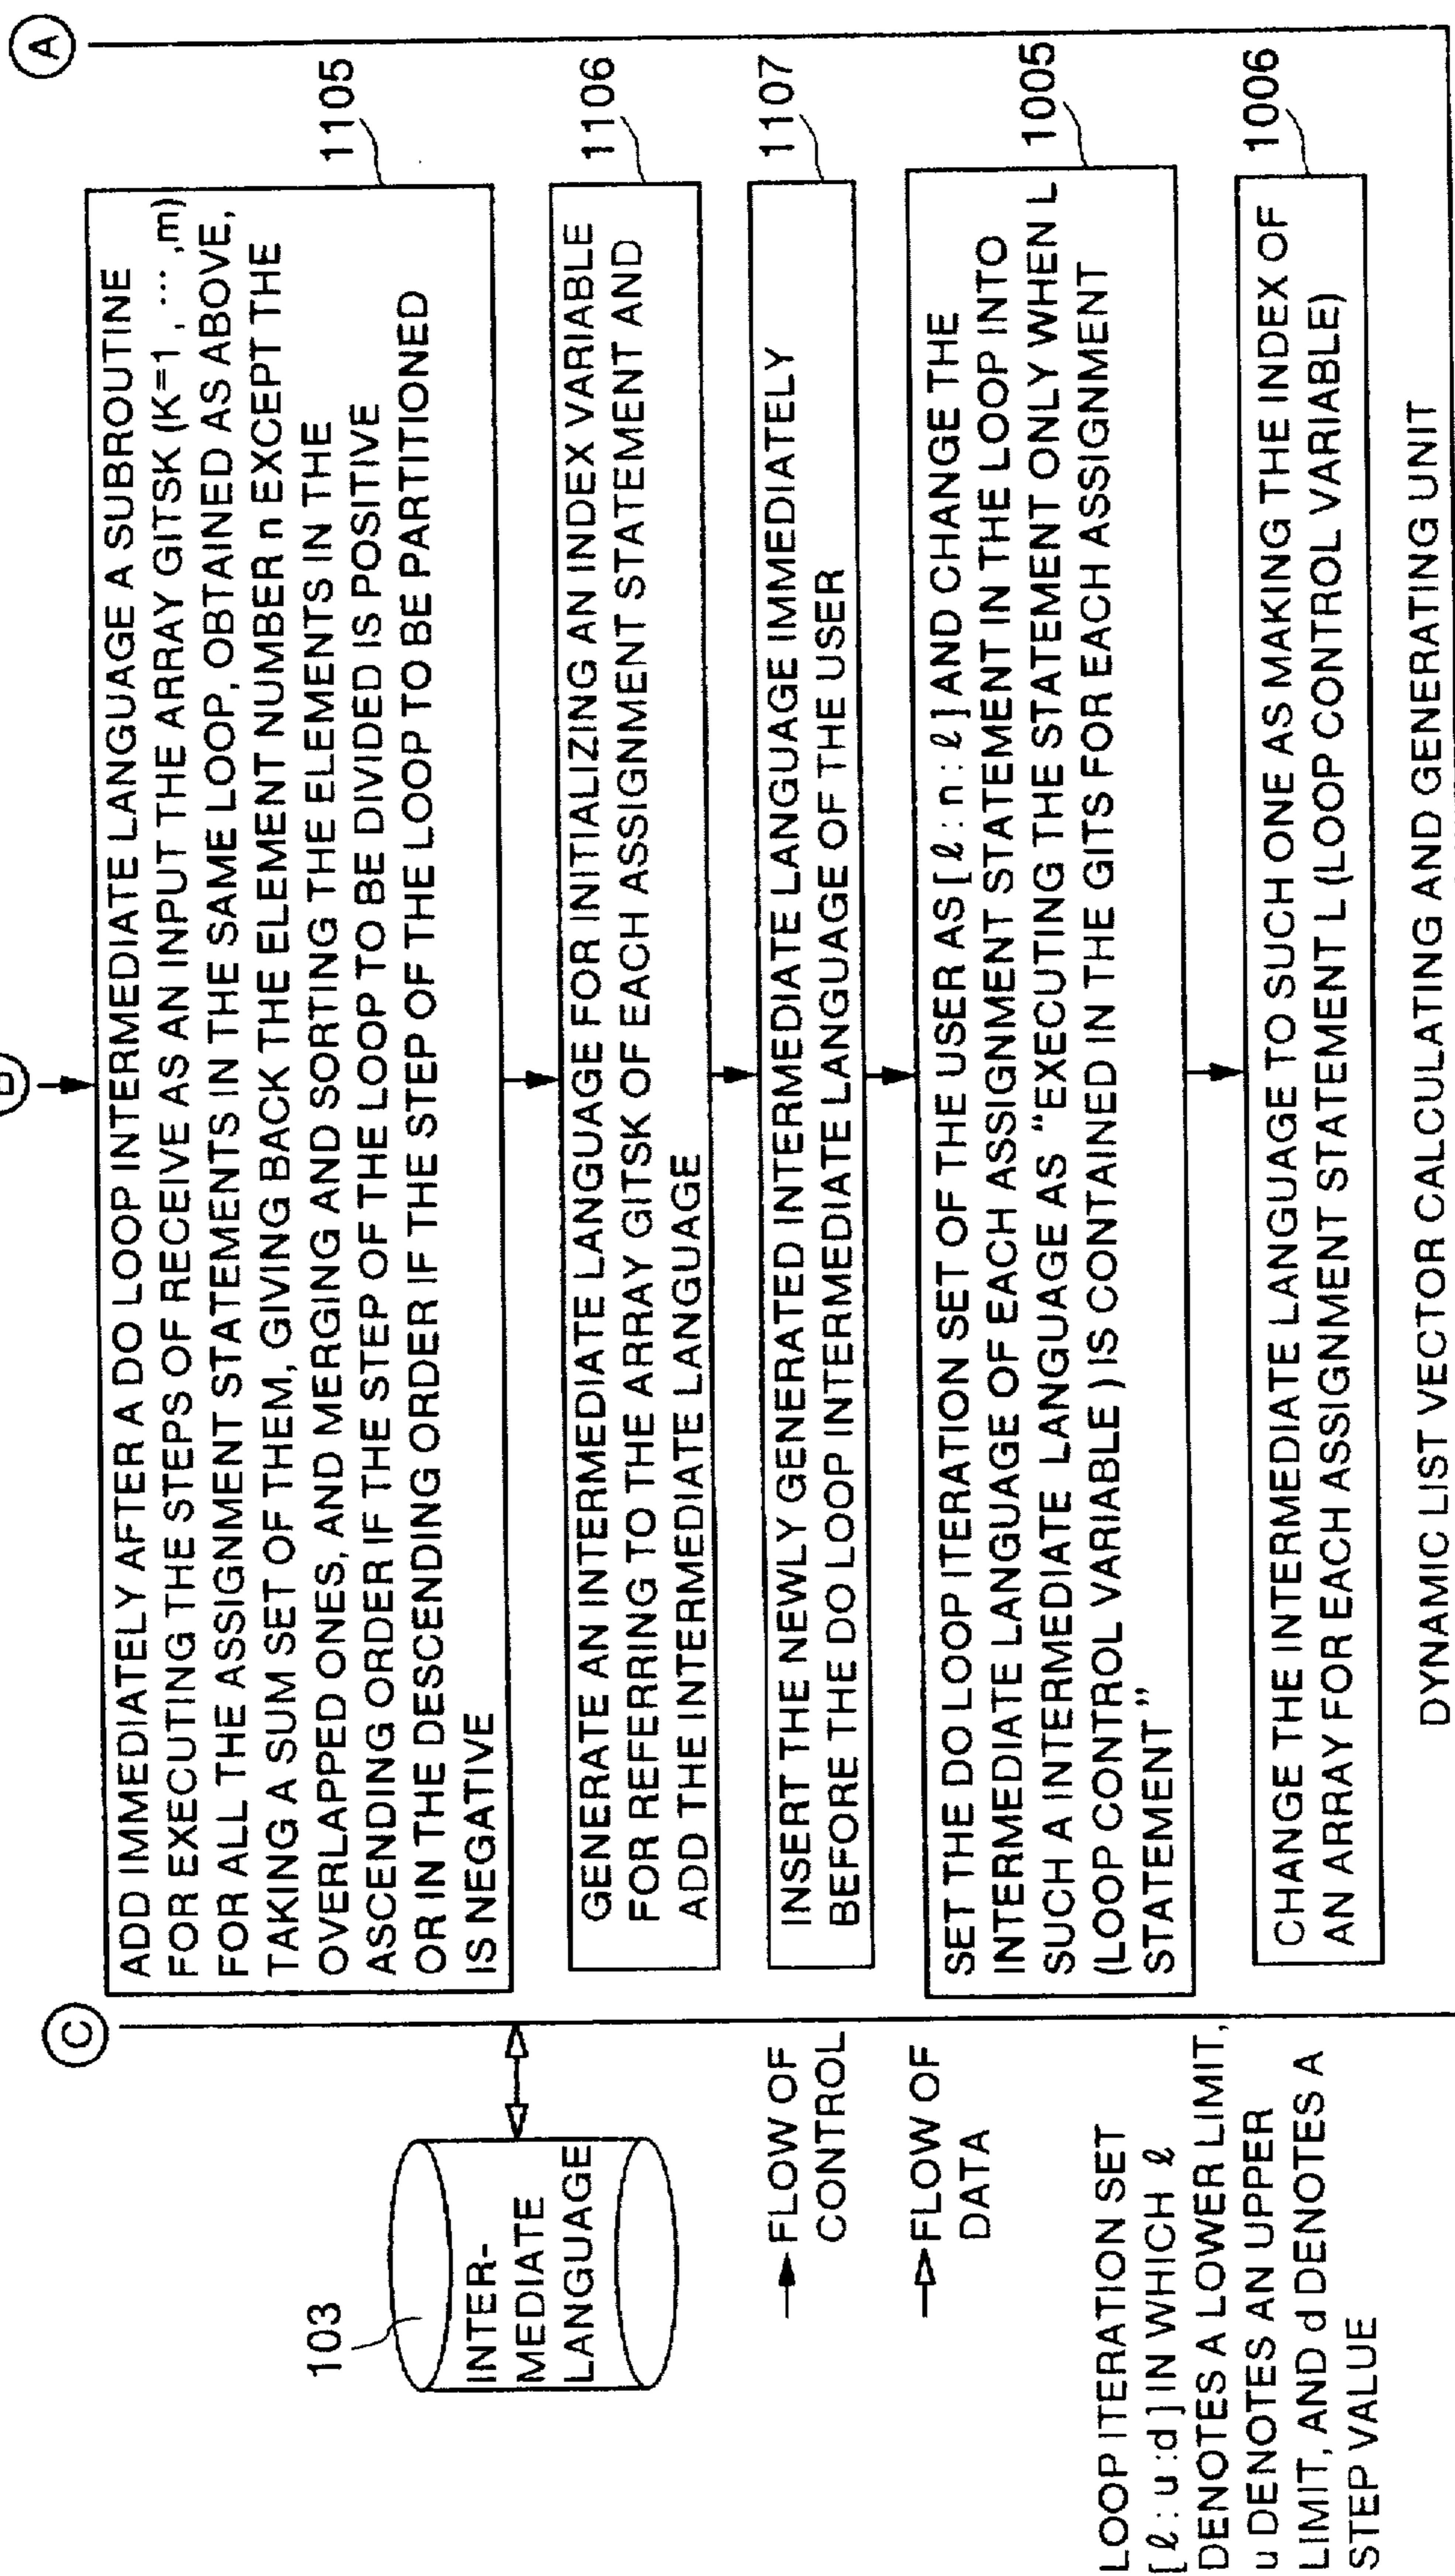 C
A
B
ADD IMMEDIATELY AFTER A DO LOOP INTERMEDIATE LANGUAGE A SUBROUTINE
FOR EXECUTING THE STEPS OF RECEIVE AS AN INPUT THE ARRAY GITSK (K=1, ··· ,m)
FOR ALL THE ASSIGNMENT STATEMENTS IN THE SAME LOOP, OBTAINED AS ABOVE,
TAKING A SUM SET OF THEM, GIVING BACK THE ELEMENT NUMBER n EXCEPT THE
OVERLAPPED ONES, AND MERGING AND SORTING THE ELEMENTS IN THE
ASCENDING ORDER IF THE STEP OF THE LOOP TO BE DIVIDED IS POSITIVE
OR IN THE DESCENDING ORDER IF THE STEP OF THE LOOP TO BE PARTITIONED
IS NEGATIVE
1105
GENERATE AN INTERMEDIATE LANGUAGE FOR INITIALIZING AN INDEX VARIABLE
FOR REFERRING TO THE ARRAY GITSK OF EACH ASSIGNMENT STATEMENT AND
ADD THE INTERMEDIATE LANGUAGE
1106
INSERT THE NEWLY GENERATED INTERMEDIATE LANGUAGE IMMEDIATELY
BEFORE THE DO LOOP INTERMEDIATE LANGUAGE OF THE USER
1107
SET THE DO LOOP ITERATION SET OF THE USER AS [ℓ : n : ℓ] AND CHANGE THE
INTERMEDIATE LANGUAGE OF EACH ASSIGNMENT STATEMENT IN THE LOOP INTO
SUCH A INTERMEDIATE LANGUAGE AS "EXECUTING THE STATEMENT ONLY WHEN L
(LOOP CONTROL VARIABLE ) IS CONTAINED IN THE GITS FOR EACH ASSIGNMENT
STATEMENT"
1005
CHANGE THE INTERMEDIATE LANGUAGE TO SUCH ONE AS MAKING THE INDEX OF
AN ARRAY FOR EACH ASSIGNMENT STATEMENT L (LOOP CONTROL VARIABLE)
1006
DYNAMIC LIST VECTOR CALCULATING AND GENERATING UNIT
103
INTER-
MEDIATE
LANGUAGE
FLOW OF
CONTROL
FLOW OF
DATA
LOOP ITERATION SET
[ℓ : u :d ] IN WHICH ℓ
DENOTES A LOWER LIMIT,
u DENOTES AN UPPER
LIMIT, AND d DENOTES A
STEP VALUE